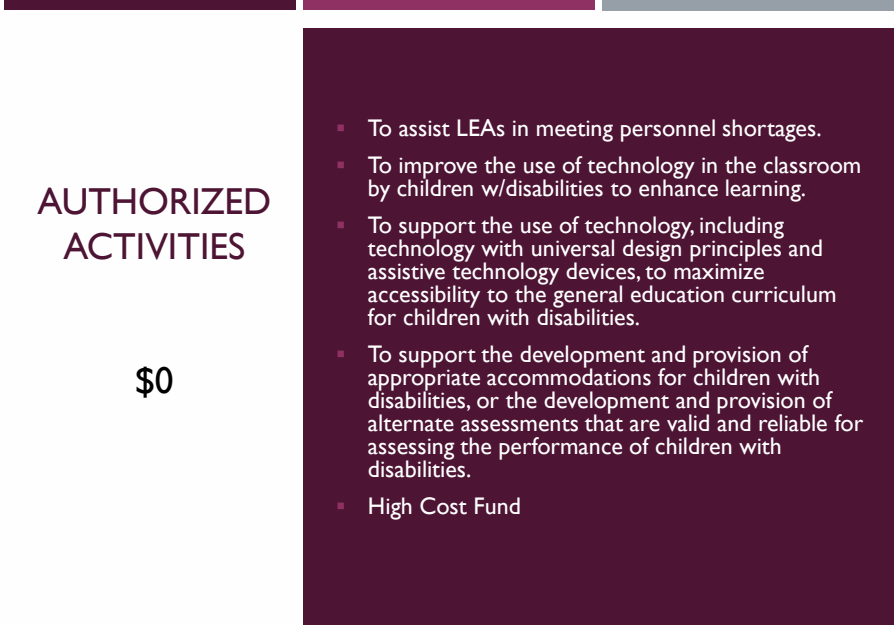 AUTHORIZED
ACTIVITIES
$0
▪ To assist LEAs in meeting personnel shortages.
▪ To improve the use of technology in the classroom
by children w/disabilities to enhance learning.
▪ To support the use of technology, including
technology with universal design principles and
assistive technology devices, to maximize
accessibility to the general education curriculum
for children with disabilities.
▪ To support the development and provision of
appropriate accommodations for children with
disabilities, or the development and provision of
alternate assessments that are valid and reliable for
assessing the performance of children with
disabilities.
▪ High Cost Fund